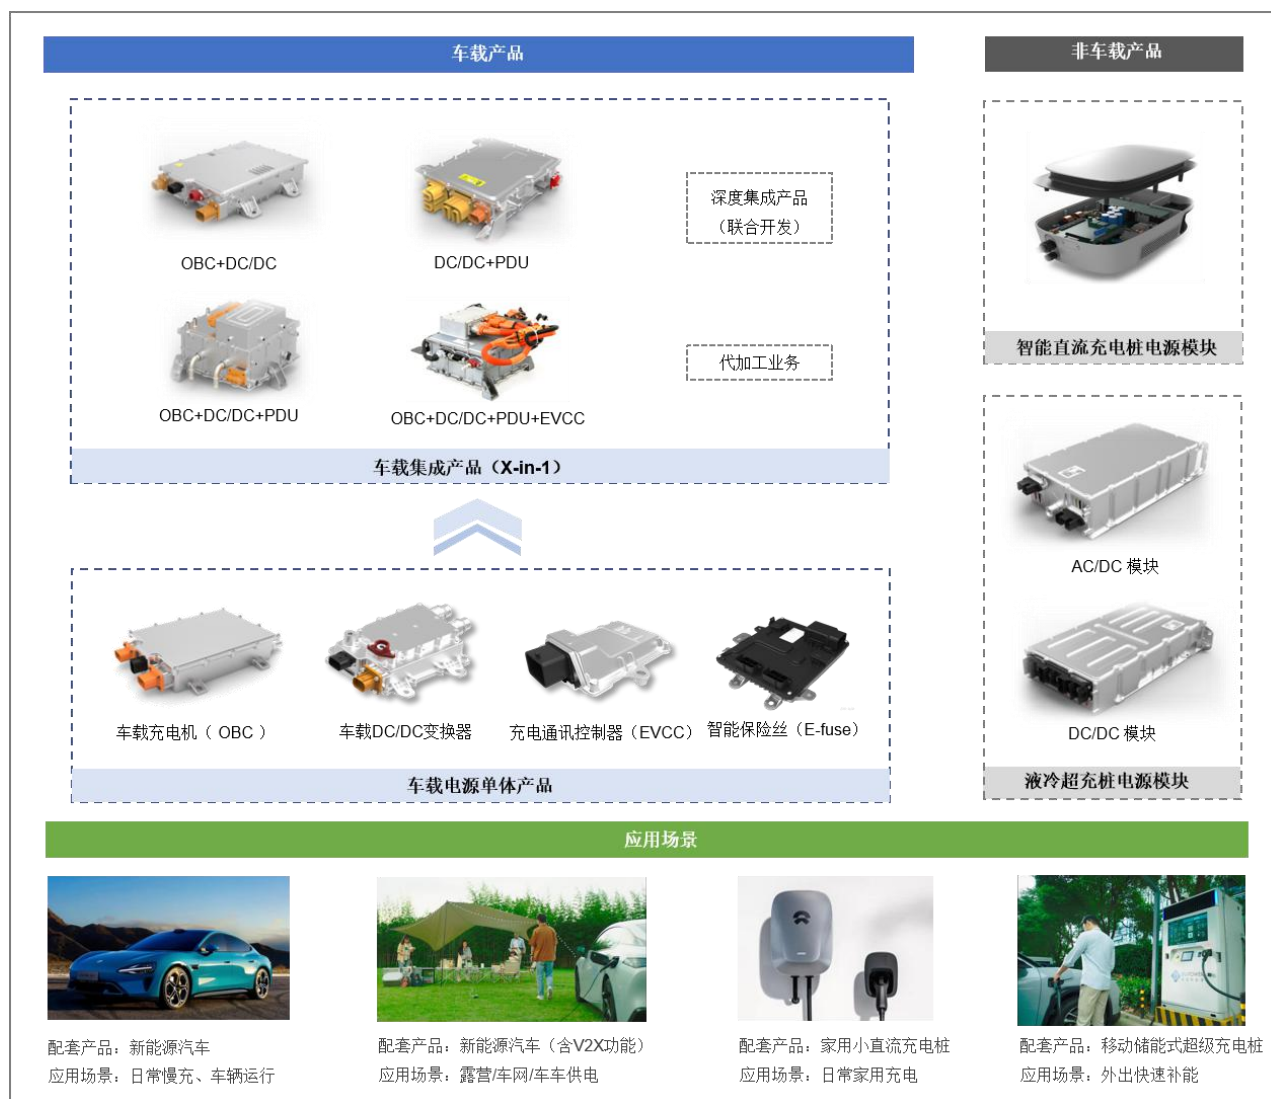 车载产品
非车载产品
OBC+DC/DC
DC/DC+PDU
深度集成产品
（联合开发）
OBC+DC/DC+PDU
OBC+DC/DC+PDU+EVCC
代加工业务
车载集成产品（X-in-1）
智能直流充电桩电源模块
AC/DC 模块
DC/DC 模块
液冷超充桩电源模块
车载充电机（ OBC ）
车载DC/DC变换器
充电通讯控制器（EVCC）
智能保险丝（E-fuse）
车载电源单体产品
应用场景
配套产品：新能源汽车
应用场景：日常慢充、车辆运行
配套产品：新能源汽车（含V2X功能）
应用场景：露营/车网/车车供电
配套产品：家用小直流充电桩
应用场景：日常家用充电
配套产品：移动储能式超级充电桩
应用场景：外出快速补能